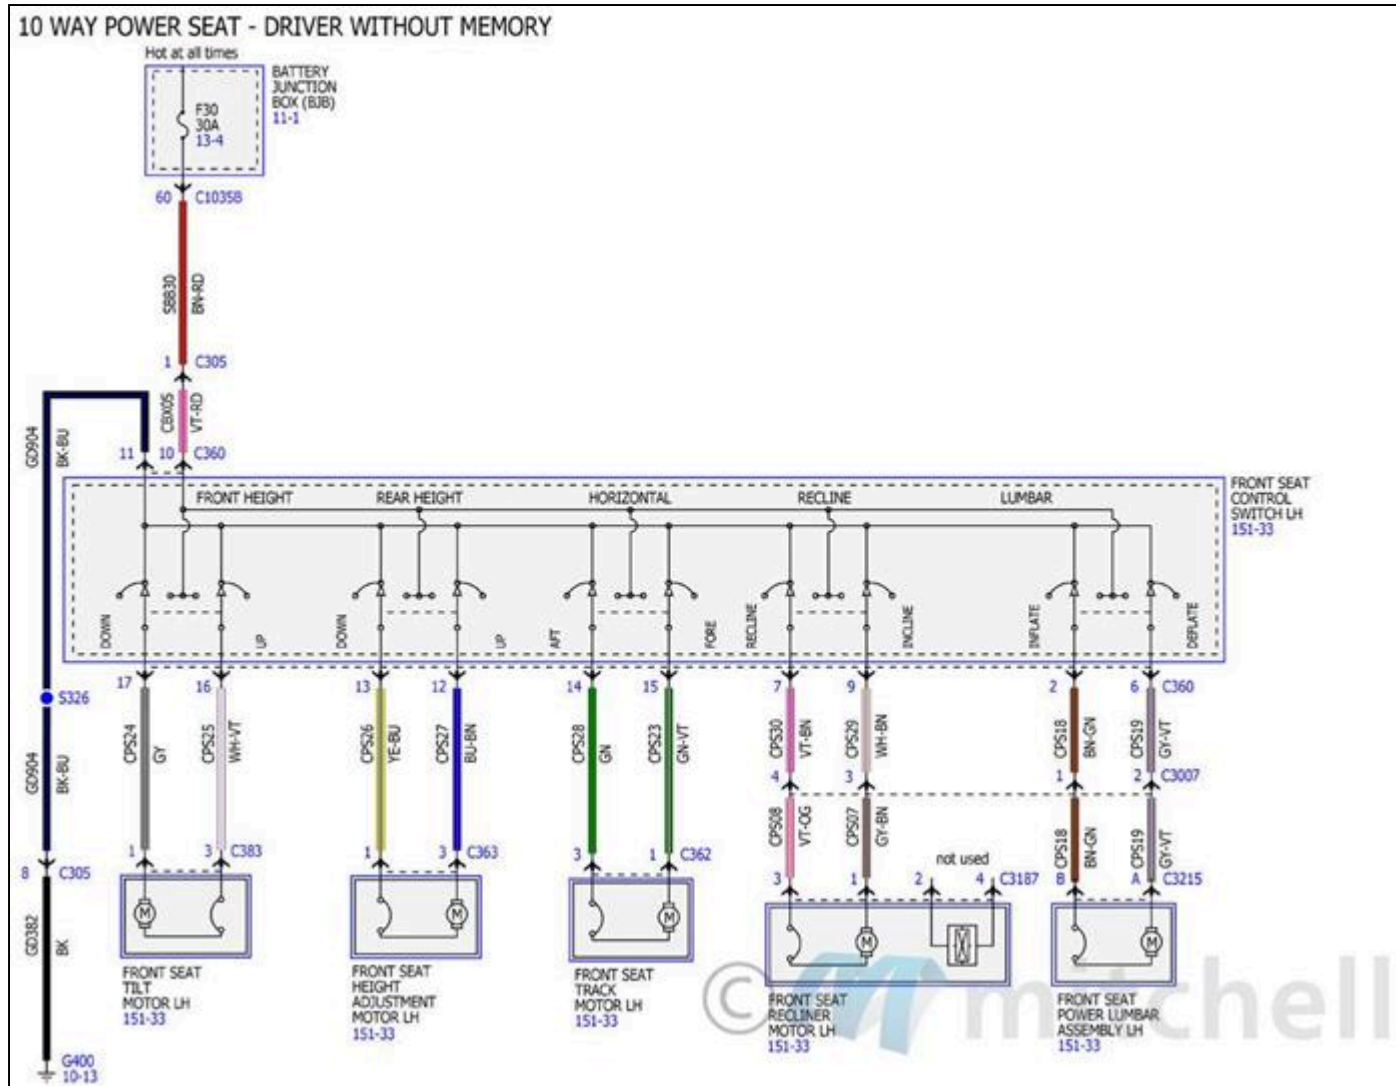 10 WAY POWER SEAT - DRIVER WITHOUT MEMORY
Hot at all times
BATTERY
JUNCTION
BOX (BJB)
11-1
F30
30A
13-4
60 C1035B
SBB30 BN-RD
1 C305
CBX05 VT-RD
GD904 BK-BU
11 10 C360
FRONT HEIGHT REAR HEIGHT HORIZONTAL RECLINE LUMBAR
FRONT SEAT
CONTROL
SWITCH LH
151-33
DOWN UP DOWN UP AFT FORE RECLINE INCLINE INFLATE DEFLATE
17 16 13 12 14 15 7 9 2 6 C360
S326
CPS24 GY CPS25 WH-VT CPS26 YE-BU CPS27 BU-BN CPS28 GN CPS23 GN-VT CPS30 VT-BN CPS29 WH-BN CPS18 BN-GN CPS19 GY-VT
GD904 BK-BU
4 3 1 2 C3007
CPS08 VT-OG CPS07 GY-BN CPS18 BN-GN CPS19 GY-VT
1 3 C383 1 3 C363 3 1 C362
not used
8 C305
3 1 2 4 C3187 B A C3215
M M M M M
GD382 BK
FRONT SEAT
TILT
MOTOR LH
151-33
FRONT SEAT
HEIGHT
ADJUSTMENT
MOTOR LH
151-33
FRONT SEAT
TRACK
MOTOR LH
151-33
FRONT SEAT
RECLINER
MOTOR LH
151-33
FRONT SEAT
POWER LUMBAR
ASSEMBLY LH
151-33
© mitchell
G400
10-13